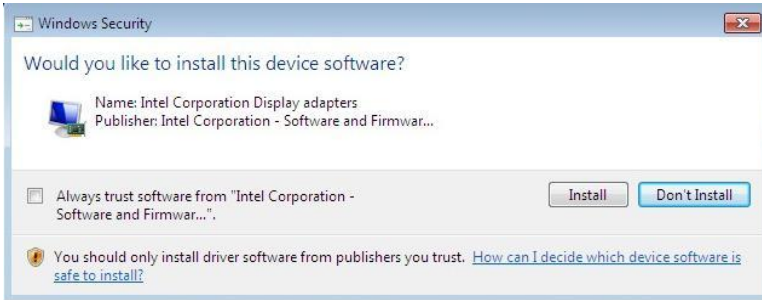 Windows Security
Would you like to install this device software?
Name: Intel Corporation Display adapters
Publisher: Intel Corporation - Software and Firmwar...
Always trust software from "Intel Corporation -
Software and Firmwar...".
Install
Don't Install
You should only install driver software from publishers you trust. How can I decide which device software is
safe to install?